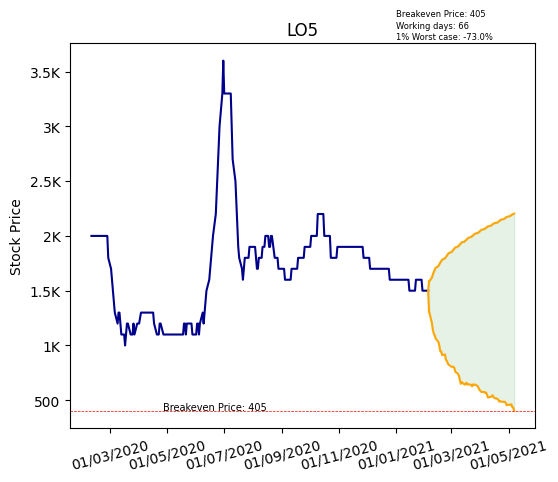 Breakeven Price: 405
Working days: 66
1% Worst case: -73.0%
LO5
Stock Price
3.5K
3K
2.5K
2K
1.5K
1K
500
Breakeven Price: 405
01/03/2020
01/05/2020
01/07/2020
01/09/2020
01/11/2020
01/01/2021
01/03/2021
01/05/2021